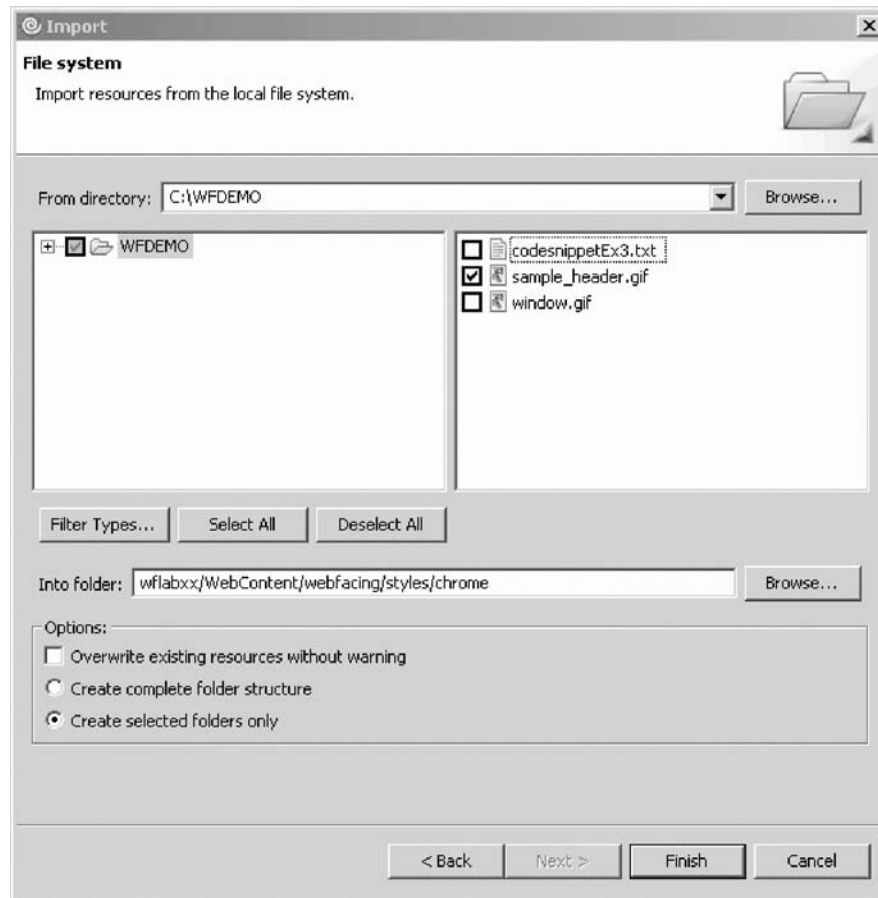 Import
File system
Import resources from the local file system.
From directory: C:\WFDEMO Browse...
WFDEMO
codesnippetEx3.txt
sample_header.gif
window.gif
Filter Types... Select All Deselect All
Into folder: wflabxx/WebContent/webfacing/styles/chrome Browse...
Options:
Overwrite existing resources without warning
Create complete folder structure
Create selected folders only
< Back Next > Finish Cancel